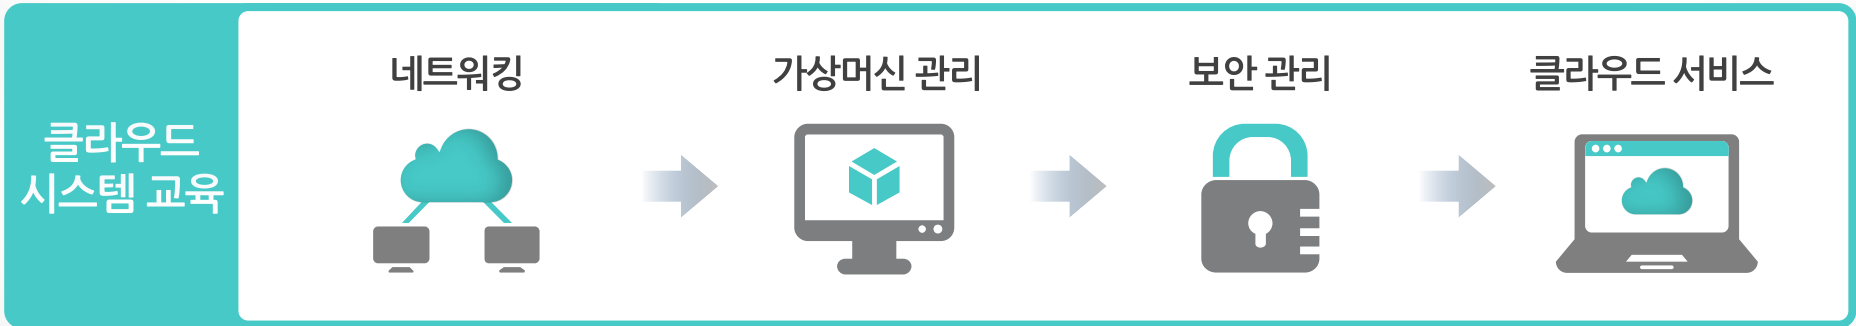 클라우드
시스템 교육
네트워킹
가상머신 관리
보안 관리
클라우드 서비스